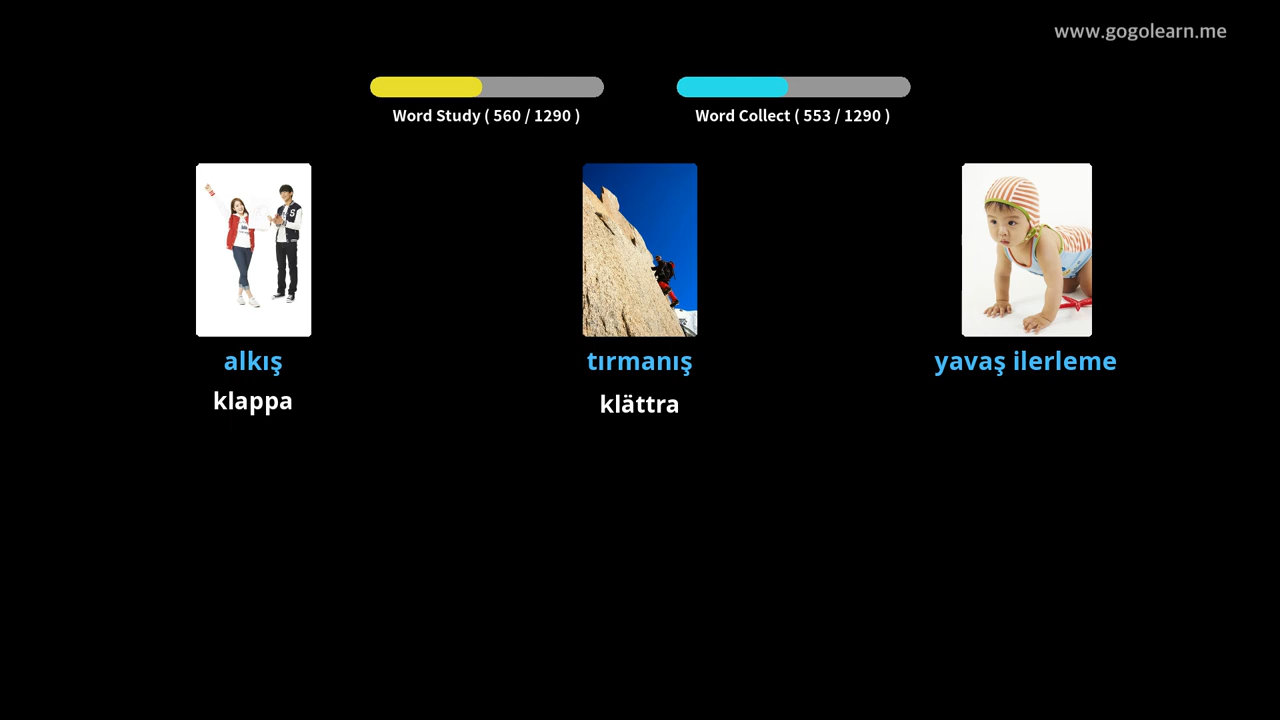 www.gogolearn.me
Word Study ( 560 / 1290 )
Word Collect ( 553 / 1290 )
alkış
tırmanış
yavaş ilerleme
klappa
klättra